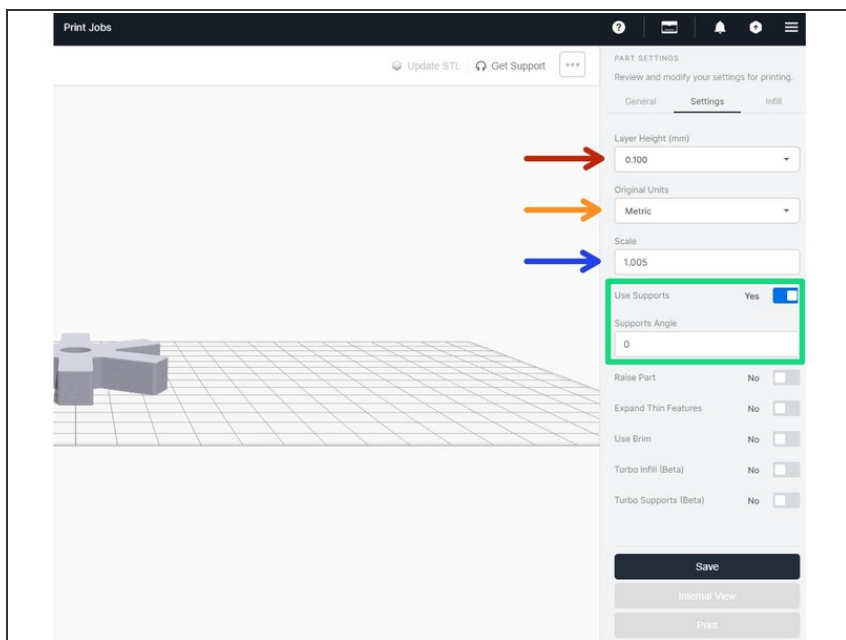 Print Jobs
Update STL
Get Support
PART SETTINGS
Review and modify your settings for printing.
General Settings Infill
Layer Height (mm)
0.100
Original Units
Metric
Scale
1.005
Use Supports Yes
Supports Angle
0
Raise Part No
Expand Thin Features No
Use Brim No
Turbo Infill (Beta) No
Turbo Supports (Beta) No
Save
Internal View
Print